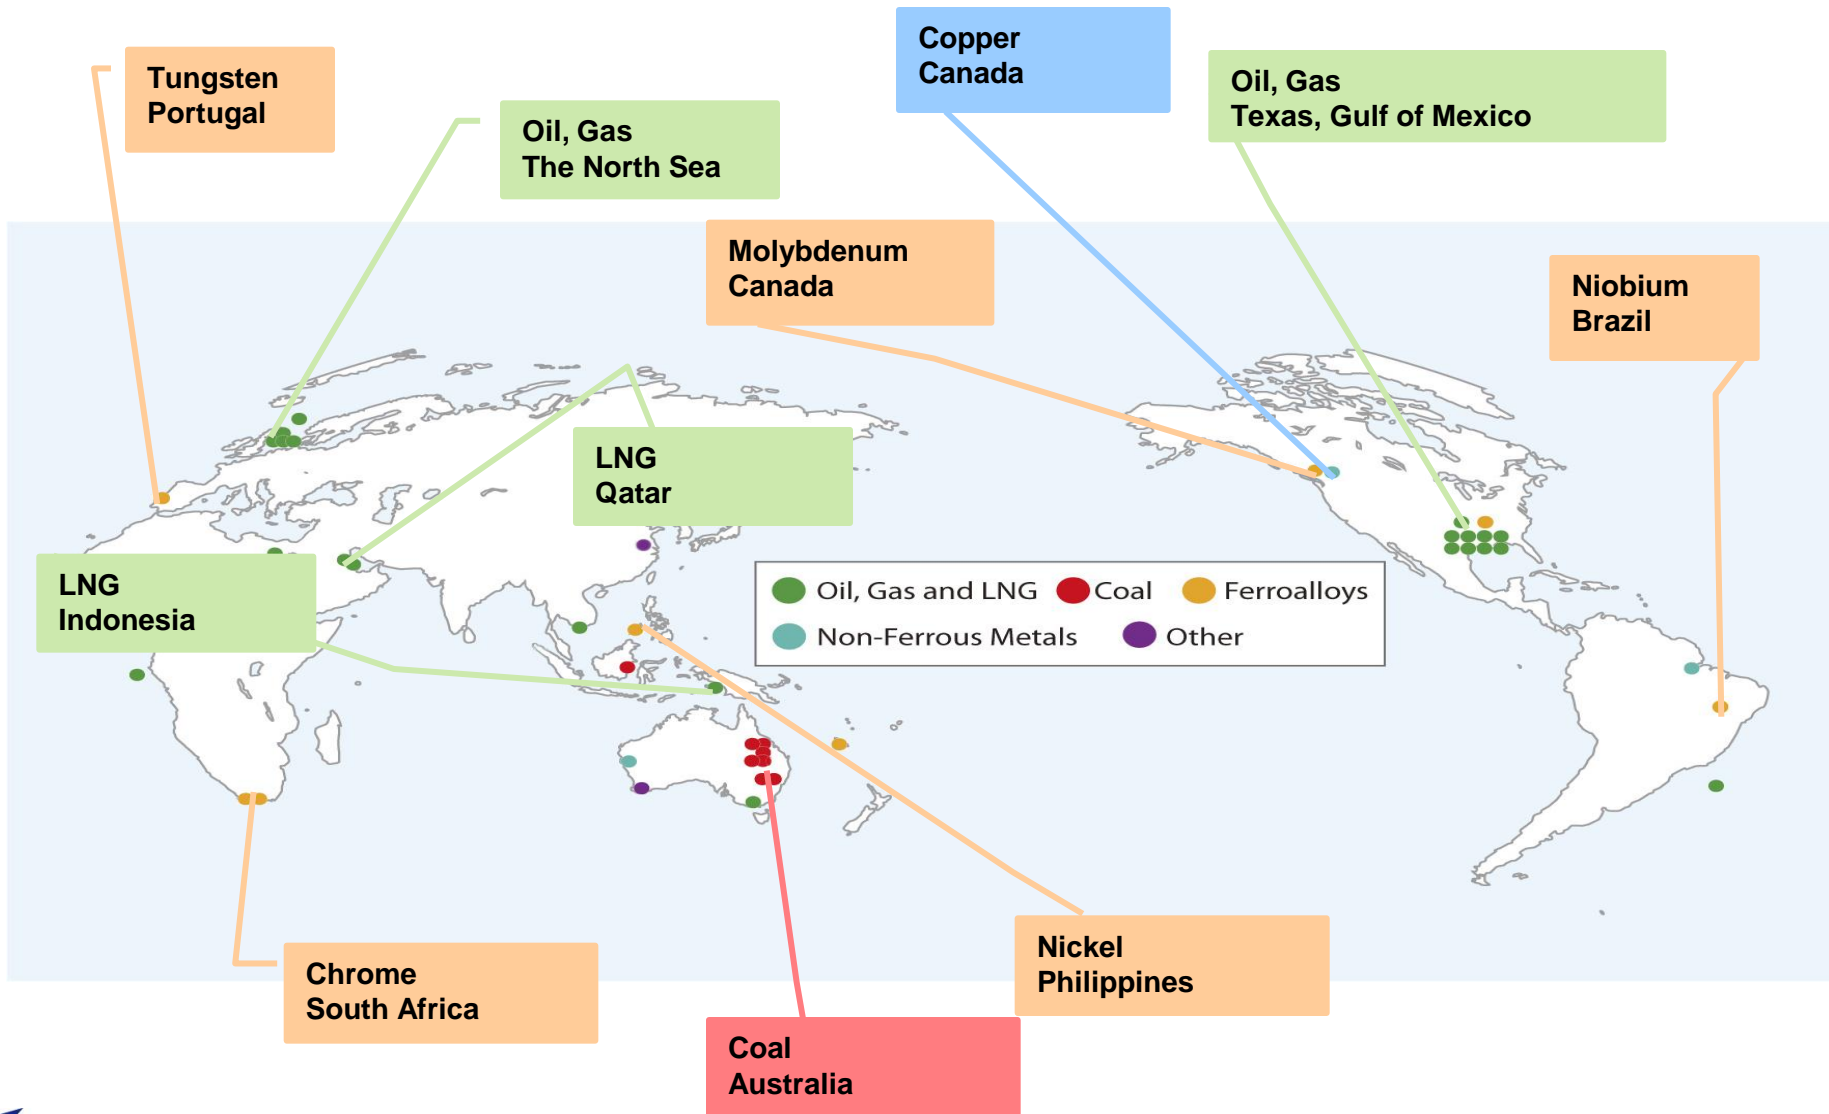 Copper
Canada
Tungsten
Portugal
Oil, Gas
Texas, Gulf of Mexico
Oil, Gas
The North Sea
Molybdenum
Canada
Niobium
Brazil
LNG
Qatar
LNG
Indonesia
Oil, Gas and LNG
Coal
Ferroalloys
Non-Ferrous Metals
Other
Nickel
Philippines
Chrome
South Africa
Coal
Australia